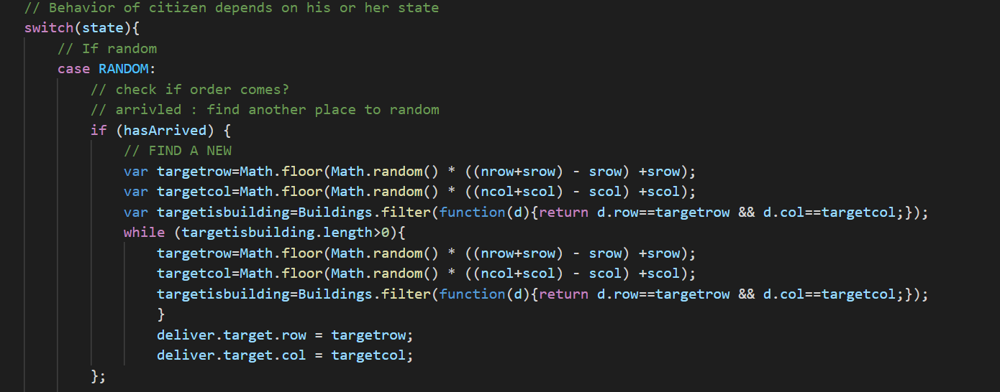 // Behavior of citizen depends on his or her state
switch(state){
// If random
case RANDOM:
// check if order comes?
// arrivled : find another place to random
if (hasArrived) {
// FIND A NEW
var targetrow=Math.floor(Math.random() * ((nrow+srow) - srow) +srow);
var targetcol=Math.floor(Math.random() * ((ncol+scol) - scol) +scol);
var targetisbuilding=Buildings.filter(function(d){return d.row==targetrow && d.col==targetcol;});
while (targetisbuilding.length>0){
targetrow=Math.floor(Math.random() * ((nrow+srow) - srow) +srow);
targetcol=Math.floor(Math.random() * ((ncol+scol) - scol) +scol);
targetisbuilding=Buildings.filter(function(d){return d.row==targetrow && d.col==targetcol;});
}
deliver.target.row = targetrow;
deliver.target.col = targetcol;
};